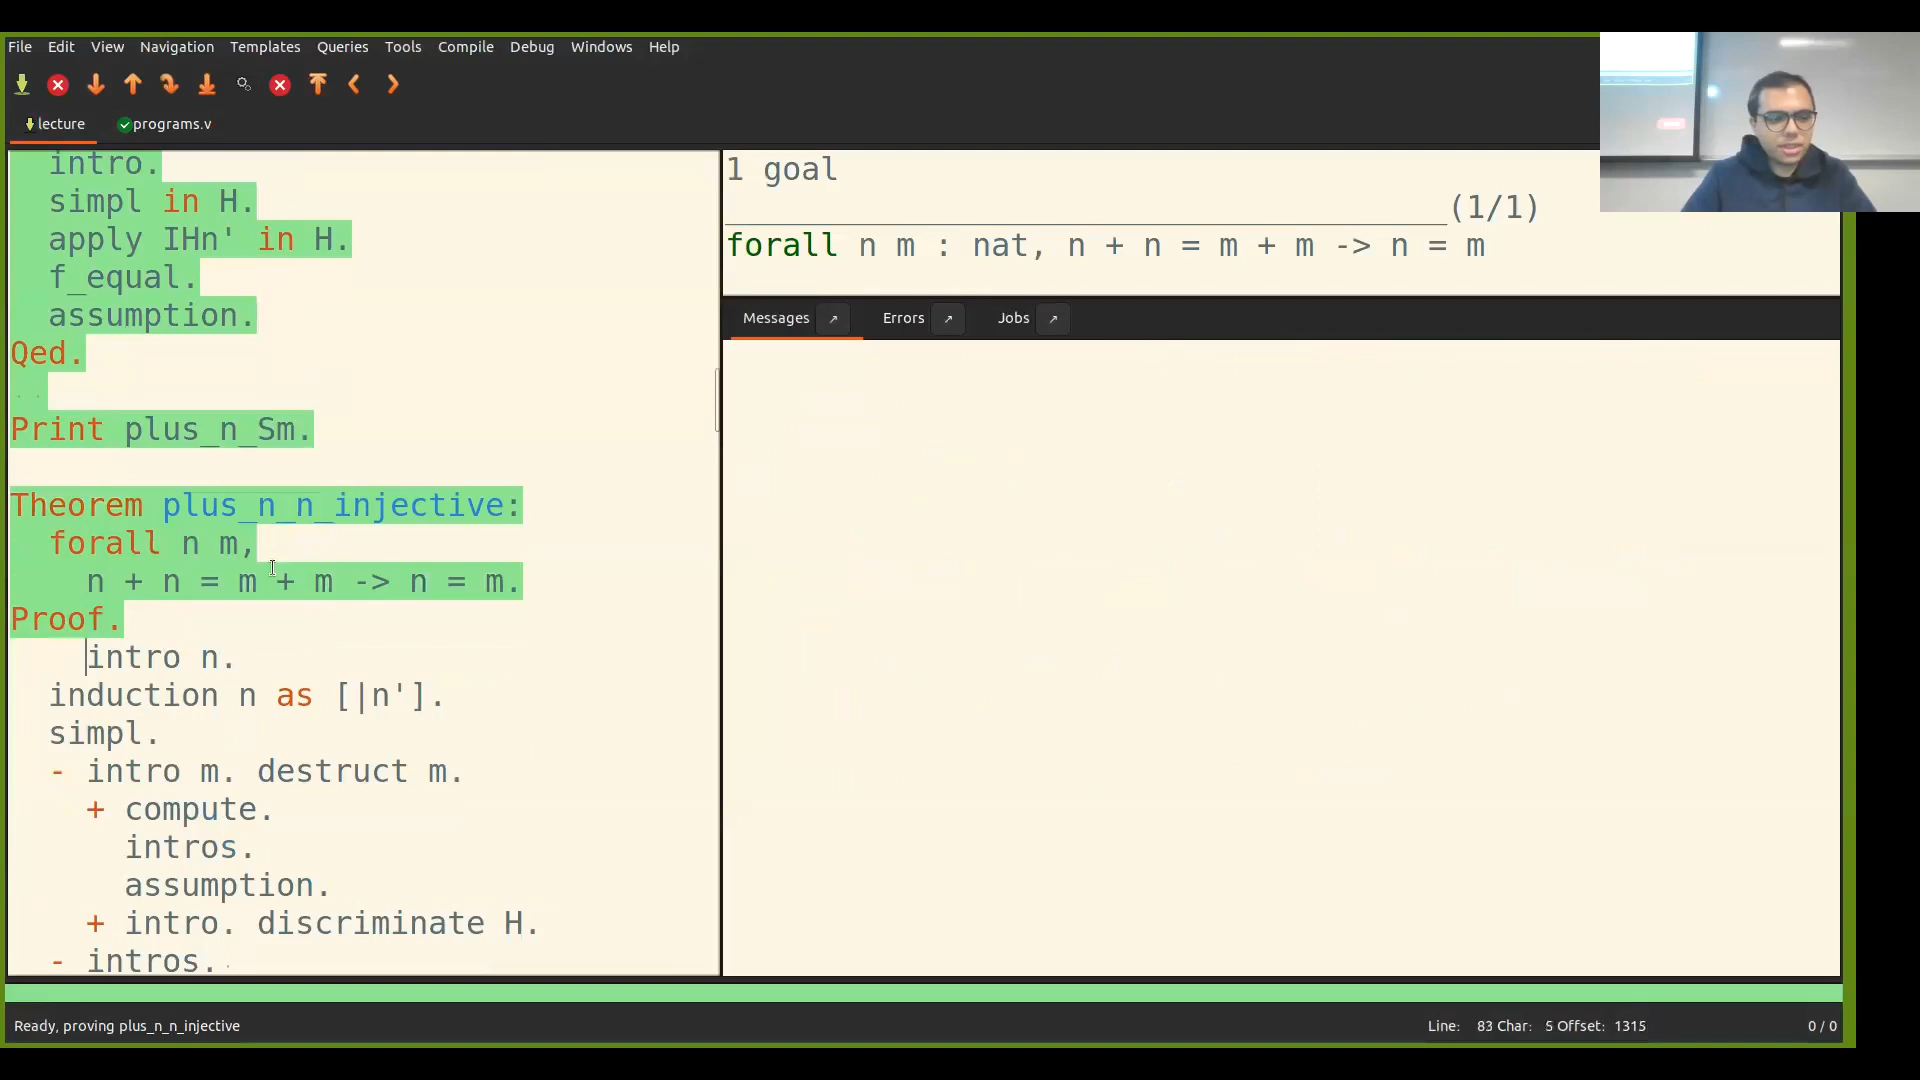 File Edit View Navigation Templates Queries Tools Compile Debug Windows Help
lecture programs.v
intro.
simpl in H.
apply IHn' in H.
f_equal.
assumption.
Qed.
Print plus_n_Sm.
Theorem plus_n_n_injective:
forall n m,
n + n = m + m -> n = m.
Proof.
intro n.
induction n as [|n'].
simpl.
- intro m. destruct m.
+ compute.
intros.
assumption.
+ intro. discriminate H.
- intros.
1 goal
(1/1)
forall n m : nat, n + n = m + m -> n = m
Messages Errors Jobs
Ready, proving plus_n_n_injective
Line: 83 Char: 5 Offset: 1315 0 / 0